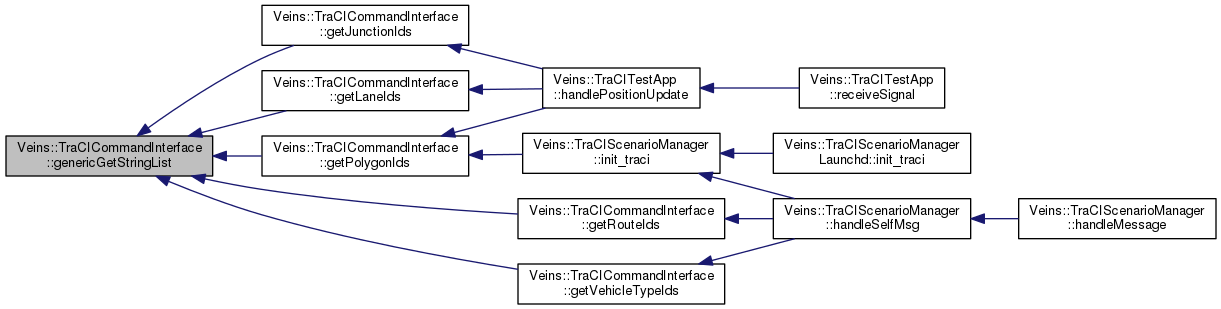 Veins::TraCICommandInterface
::getJunctionIds
Veins::TraCITestApp
::handlePositionUpdate
Veins::TraCITestApp
::receiveSignal
Veins::TraCICommandInterface
::getLaneIds
Veins::TraCICommandInterface
::genericGetStringList
Veins::TraCICommandInterface
::getPolygonIds
Veins::TraCIScenarioManager
::init_traci
Veins::TraCIScenarioManager
Launchd::init_traci
Veins::TraCICommandInterface
::getRouteIds
Veins::TraCIScenarioManager
::handleSelfMsg
Veins::TraCIScenarioManager
::handleMessage
Veins::TraCICommandInterface
::getVehicleTypeIds